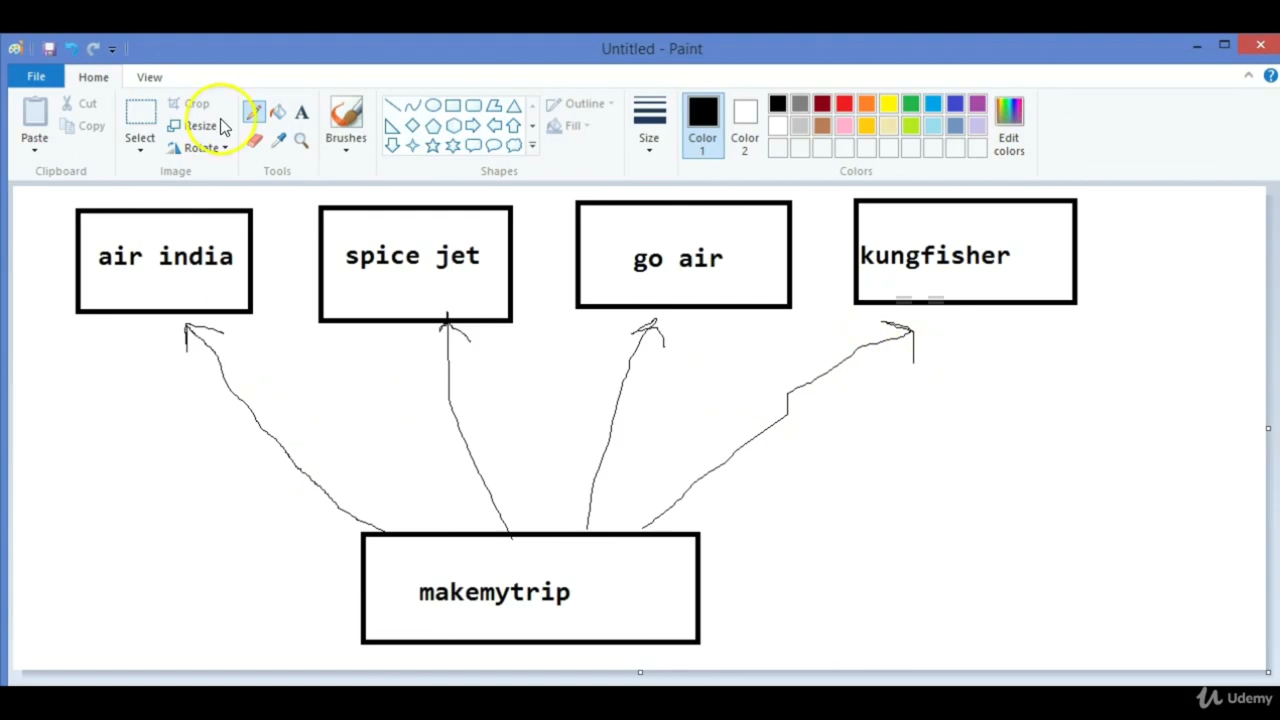 Untitled - Paint
File Home View
Paste
Cut
Copy
Clipboard
Select
Crop
Resize
Rotate
Image
Tools
Brushes
Shapes
Outline
Fill
Size
Color 1
Color 2
Edit colors
Colors
air india
spice jet
go air
kungfisher
makemytrip
Udemy